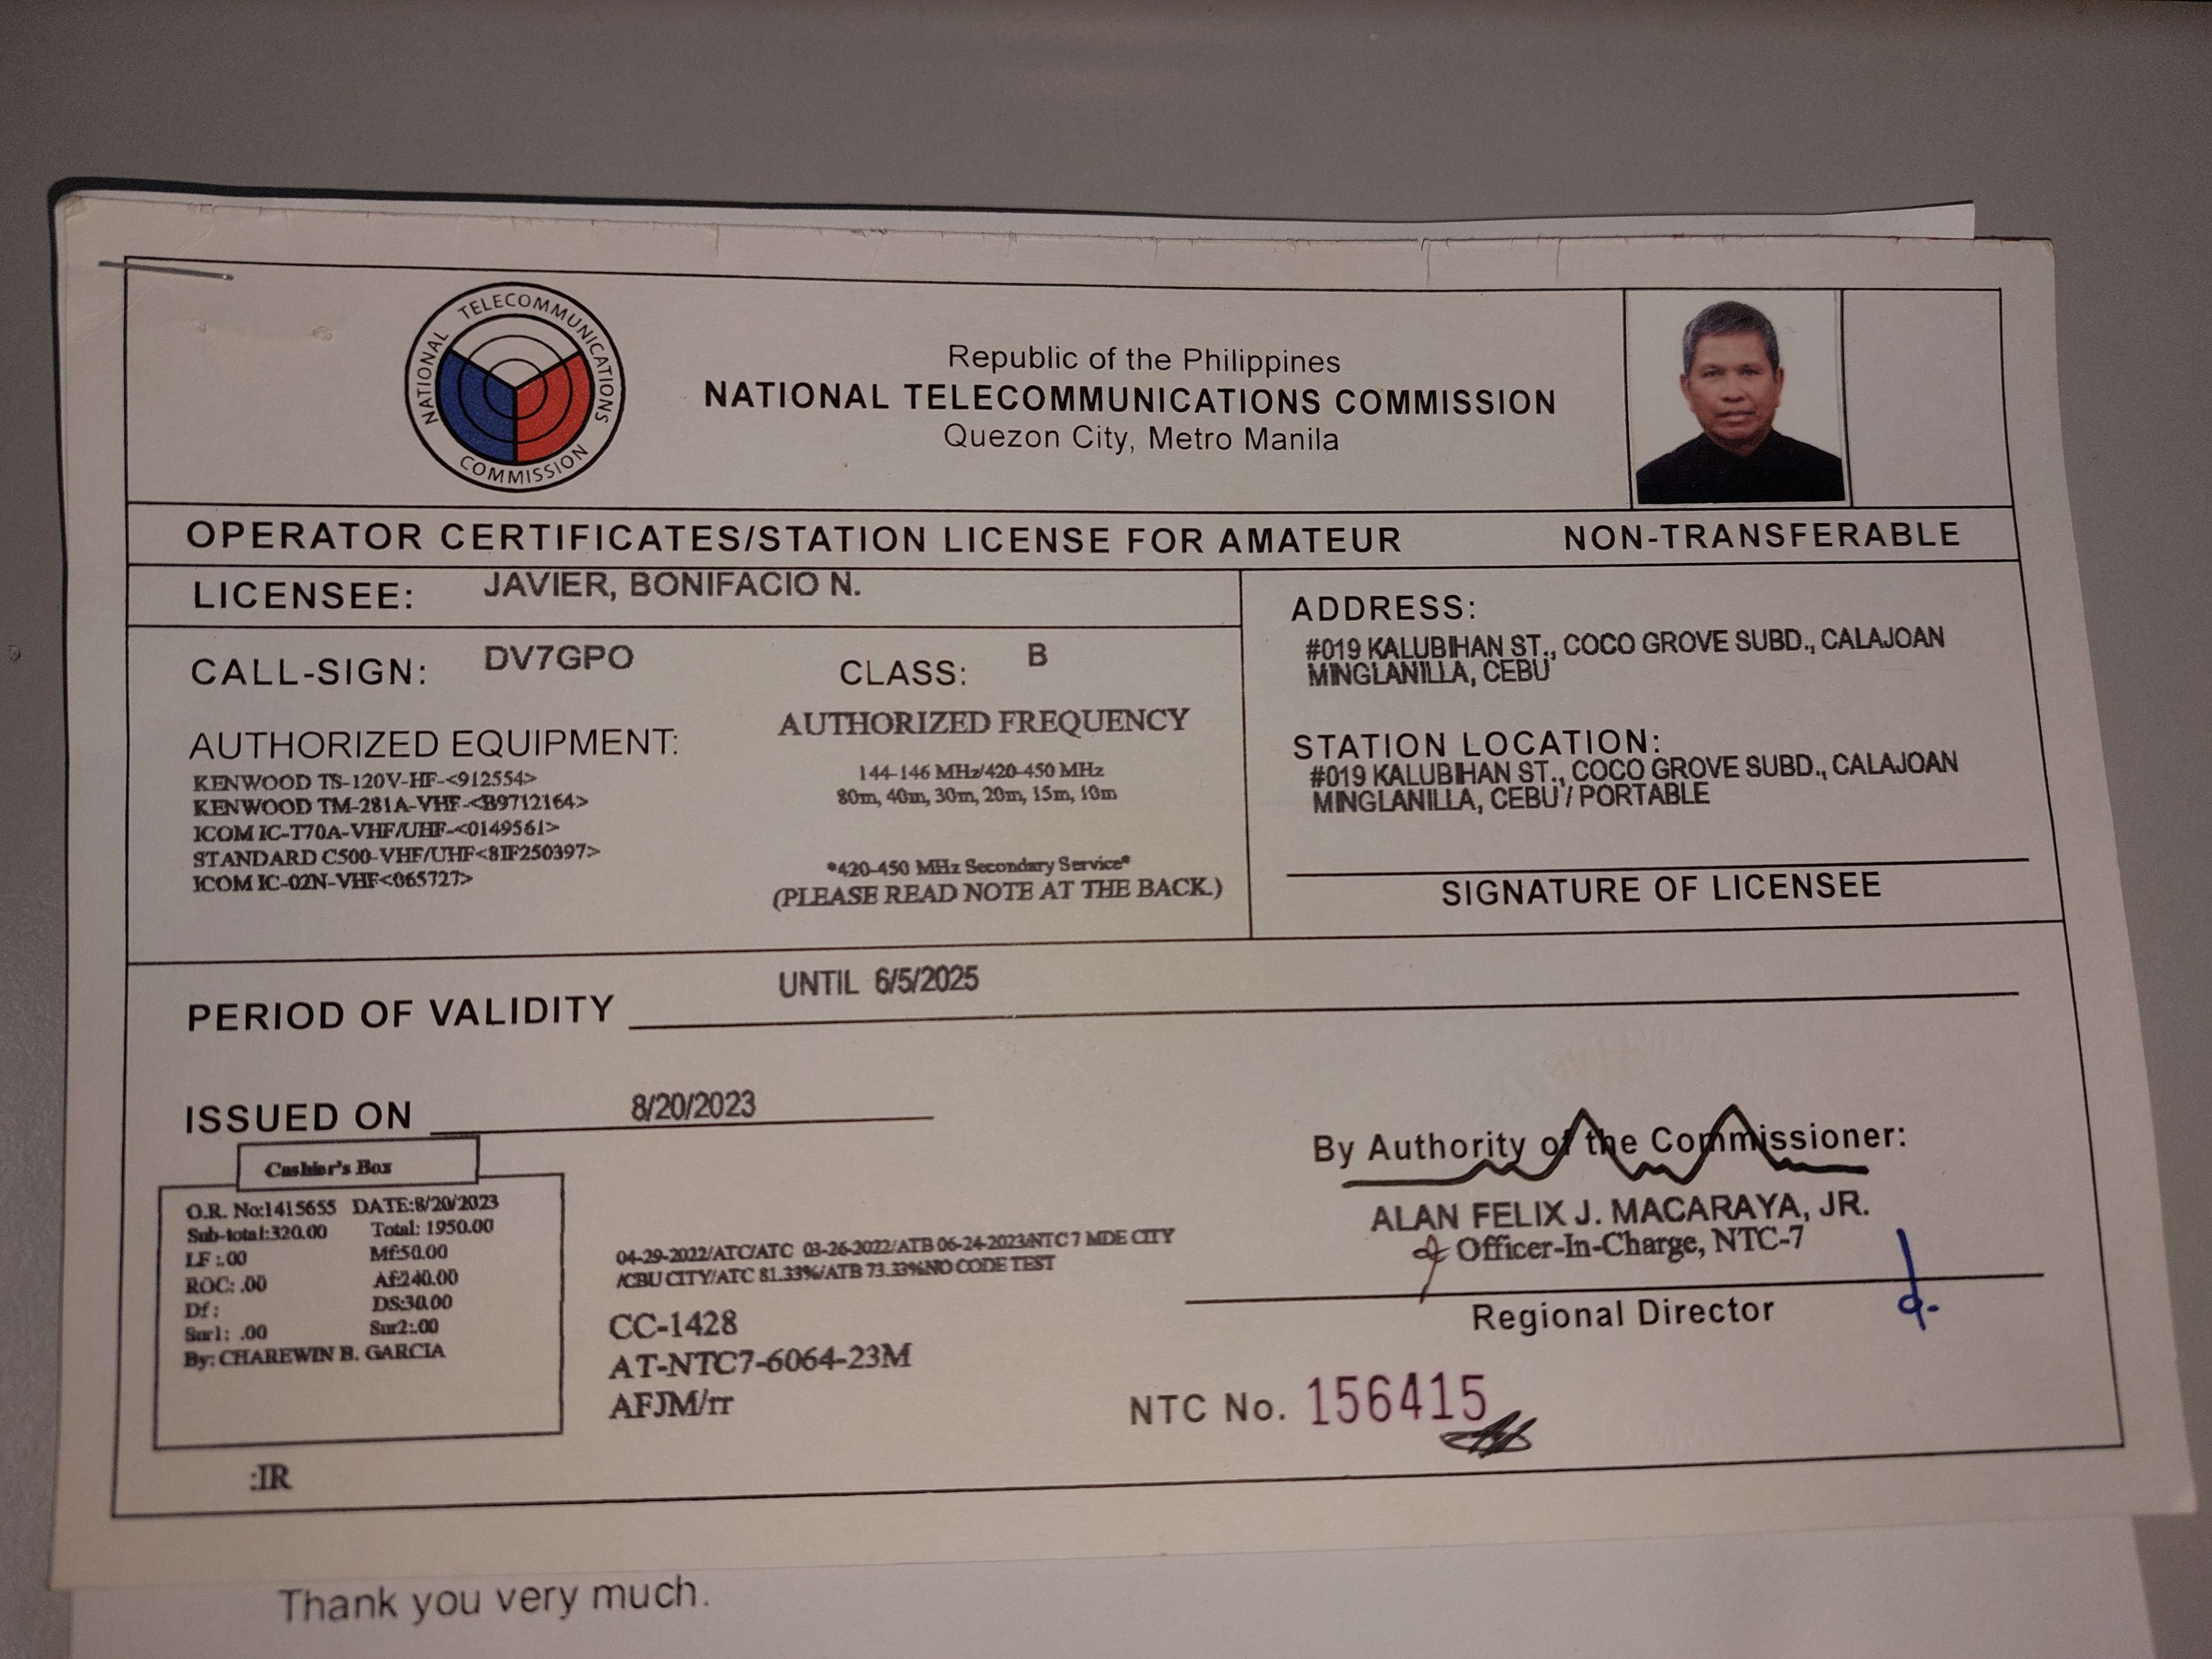 NATIONAL TELECOMMUNICATIONS COMMISSION
Republic of the Philippines
NATIONAL TELECOMMUNICATIONS COMMISSION
Quezon City, Metro Manila
OPERATOR CERTIFICATES/STATION LICENSE FOR AMATEUR NON-TRANSFERABLE
LICENSEE: JAVIER, BONIFACIO N.
CALL-SIGN: DV7GPO CLASS: B
AUTHORIZED EQUIPMENT:
KENWOOD TS-120V-HF-<912554>
KENWOOD TM-281A-VHF-<B9712164>
ICOM IC-T70A-VHF/UHF-<0149561>
STANDARD C500-VHF/UHF<8IF250397>
ICOM IC-02N-VHF<065727>
AUTHORIZED FREQUENCY
144-146 MHz/420-450 MHz
80m, 40m, 30m, 20m, 15m, 10m
*420-450 MHz Secondary Service*
(PLEASE READ NOTE AT THE BACK.)
ADDRESS:
#019 KALUBIHAN ST., COCO GROVE SUBD., CALAJOAN
MINGLANILLA, CEBU
STATION LOCATION:
#019 KALUBIHAN ST., COCO GROVE SUBD., CALAJOAN
MINGLANILLA, CEBU / PORTABLE
SIGNATURE OF LICENSEE
PERIOD OF VALIDITY UNTIL 6/5/2025
ISSUED ON 8/20/2023
Cashier's Box
O.R. No:1415655 DATE:8/20/2023
Sub-total:320.00 Total: 1950.00
LF :.00 Mf:50.00
ROC: .00 Af:240.00
Df : DS:30.00
Sur1: .00 Sur2:.00
By: CHAREWIN B. GARCIA
:IR
04-29-2022/ATC/ATC 03-26-2022/ATB 06-24-2023/NTC 7 MDE CITY
/CBU CITY/ATC 81.33%/ATB 73.33%NO CODE TEST
CC-1428
AT-NTC7-6064-23M
AFJM/rr
By Authority of the Commissioner:
ALAN FELIX J. MACARAYA, JR.
Officer-In-Charge, NTC-7
Regional Director
NTC No. 156415
Thank you very much.